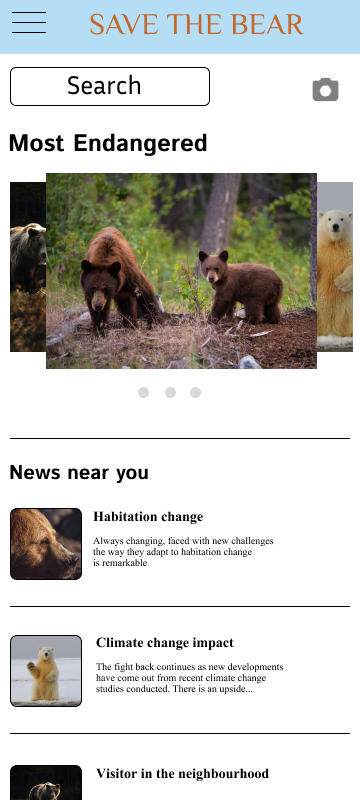 SAVE THE BEAR
Search
Most Endangered
News near you
Habitation change
Always changing, faced with new challenges
the way they adapt to habitation change
is remarkable
Climate change impact
The fight back continues as new developments
have come out from recent climate change
studies conducted. There is an upside...
Visitor in the neighbourhood